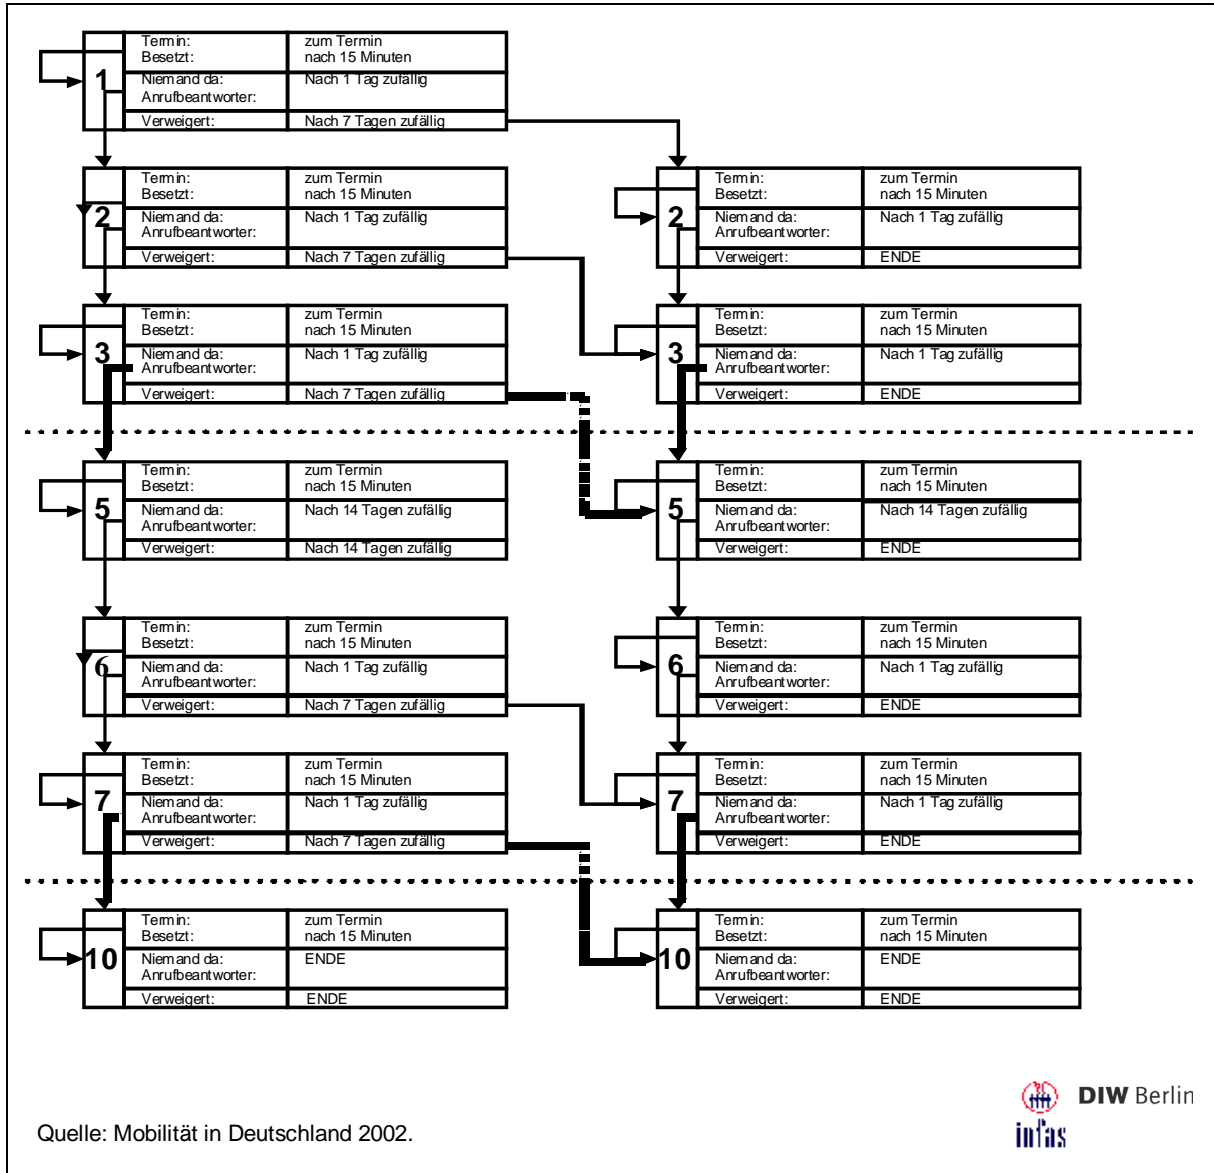 Termin: zum Termin
Besetzt: nach 15 Minuten
1
Niemand da: Nach 1 Tag zufällig
Anrufbeantworter:
Verweigert: Nach 7 Tagen zufällig
Termin: zum Termin
Besetzt: nach 15 Minuten
2
Niemand da: Nach 1 Tag zufällig
Anrufbeantworter:
Verweigert: Nach 7 Tagen zufällig
Termin: zum Termin
Besetzt: nach 15 Minuten
2
Niemand da: Nach 1 Tag zufällig
Anrufbeantworter:
Verweigert: ENDE
Termin: zum Termin
Besetzt: nach 15 Minuten
3
Niemand da: Nach 1 Tag zufällig
Anrufbeantworter:
Verweigert: Nach 7 Tagen zufällig
Termin: zum Termin
Besetzt: nach 15 Minuten
3
Niemand da: Nach 1 Tag zufällig
Anrufbeantworter:
Verweigert: ENDE
Termin: zum Termin
Besetzt: nach 15 Minuten
5
Niemand da: Nach 14 Tagen zufällig
Anrufbeantworter:
Verweigert: Nach 14 Tagen zufällig
Termin: zum Termin
Besetzt: nach 15 Minuten
5
Niemand da: Nach 14 Tagen zufällig
Anrufbeantworter:
Verweigert: ENDE
Termin: zum Termin
Besetzt: nach 15 Minuten
6
Niemand da: Nach 1 Tag zufällig
Anrufbeantworter:
Verweigert: Nach 7 Tagen zufällig
Termin: zum Termin
Besetzt: nach 15 Minuten
6
Niemand da: Nach 1 Tag zufällig
Anrufbeantworter:
Verweigert: ENDE
Termin: zum Termin
Besetzt: nach 15 Minuten
7
Niemand da: Nach 1 Tag zufällig
Anrufbeantworter:
Verweigert: Nach 7 Tagen zufällig
Termin: zum Termin
Besetzt: nach 15 Minuten
7
Niemand da: Nach 1 Tag zufällig
Anrufbeantworter:
Verweigert: ENDE
Termin: zum Termin
Besetzt: nach 15 Minuten
10
Niemand da: ENDE
Anrufbeantworter:
Verweigert: ENDE
Termin: zum Termin
Besetzt: nach 15 Minuten
10
Niemand da: ENDE
Anrufbeantworter:
Verweigert: ENDE
DIW Berlin
infas
Quelle: Mobilität in Deutschland 2002.